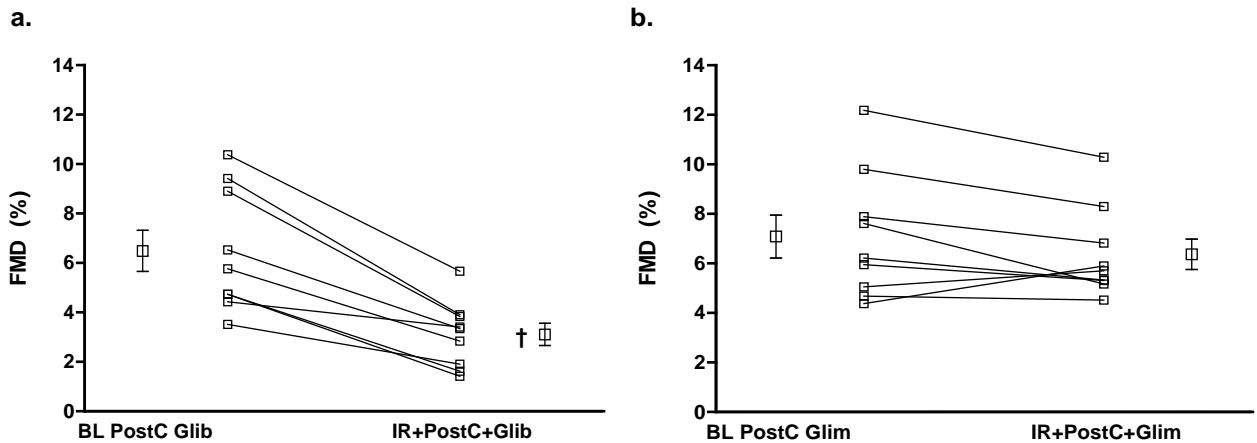 a.
b.
14
12
10
8
6
4
2
0
FMD (%)
†
BL PostC Glib
IR+PostC+Glib
14
12
10
8
6
4
2
0
FMD (%)
BL PostC Glim
IR+PostC+Glim